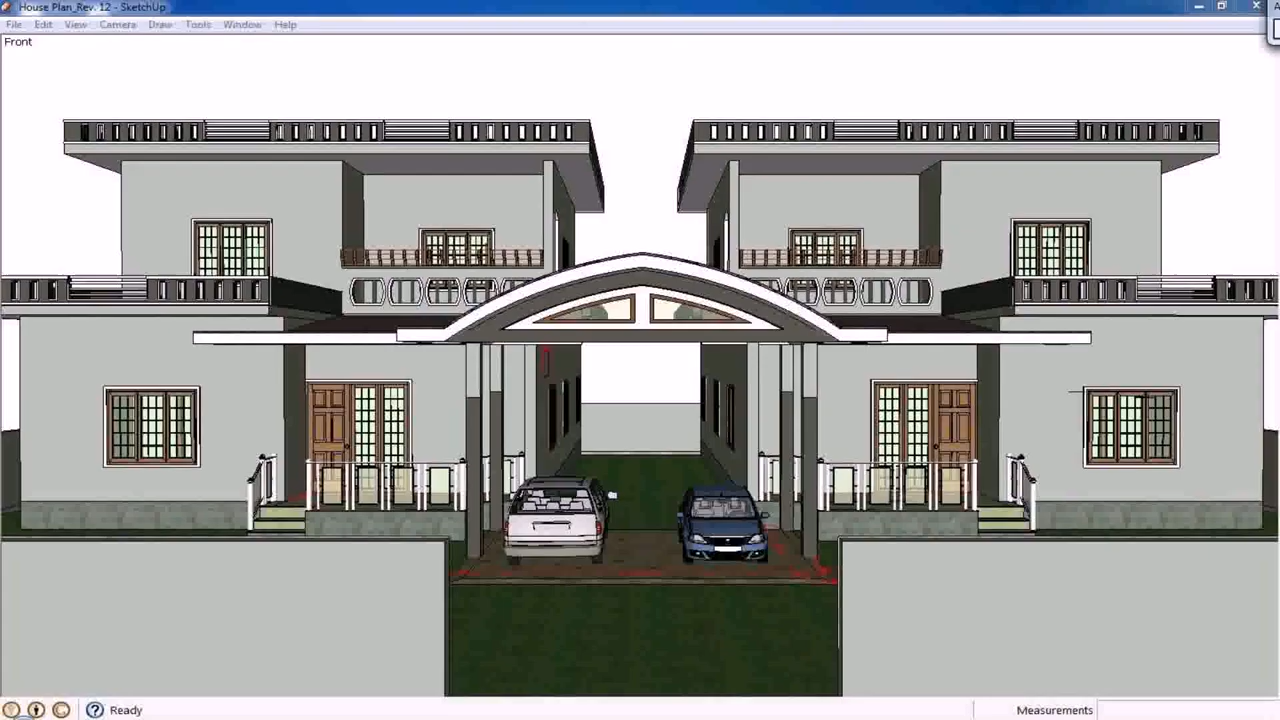 House Plan_Rev. 12 - SketchUp
File Edit View Camera Draw Tools Window Help
Front
Ready
Measurements